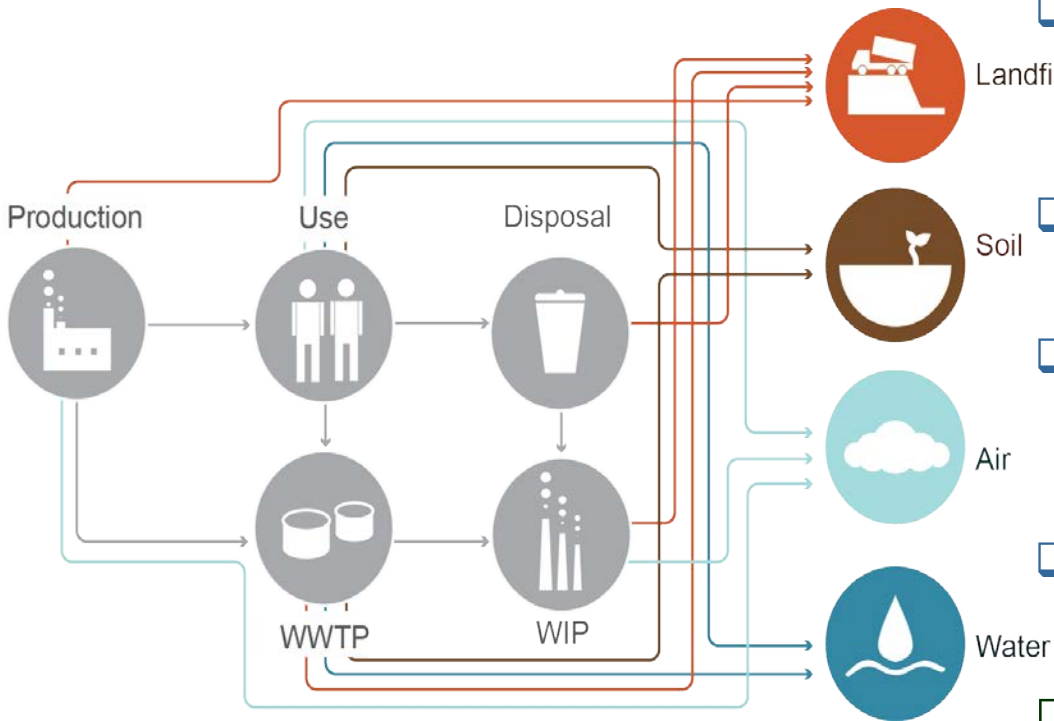 Landfi
Production
Use
Disposal
Soil
Air
WWTP
WIP
Water